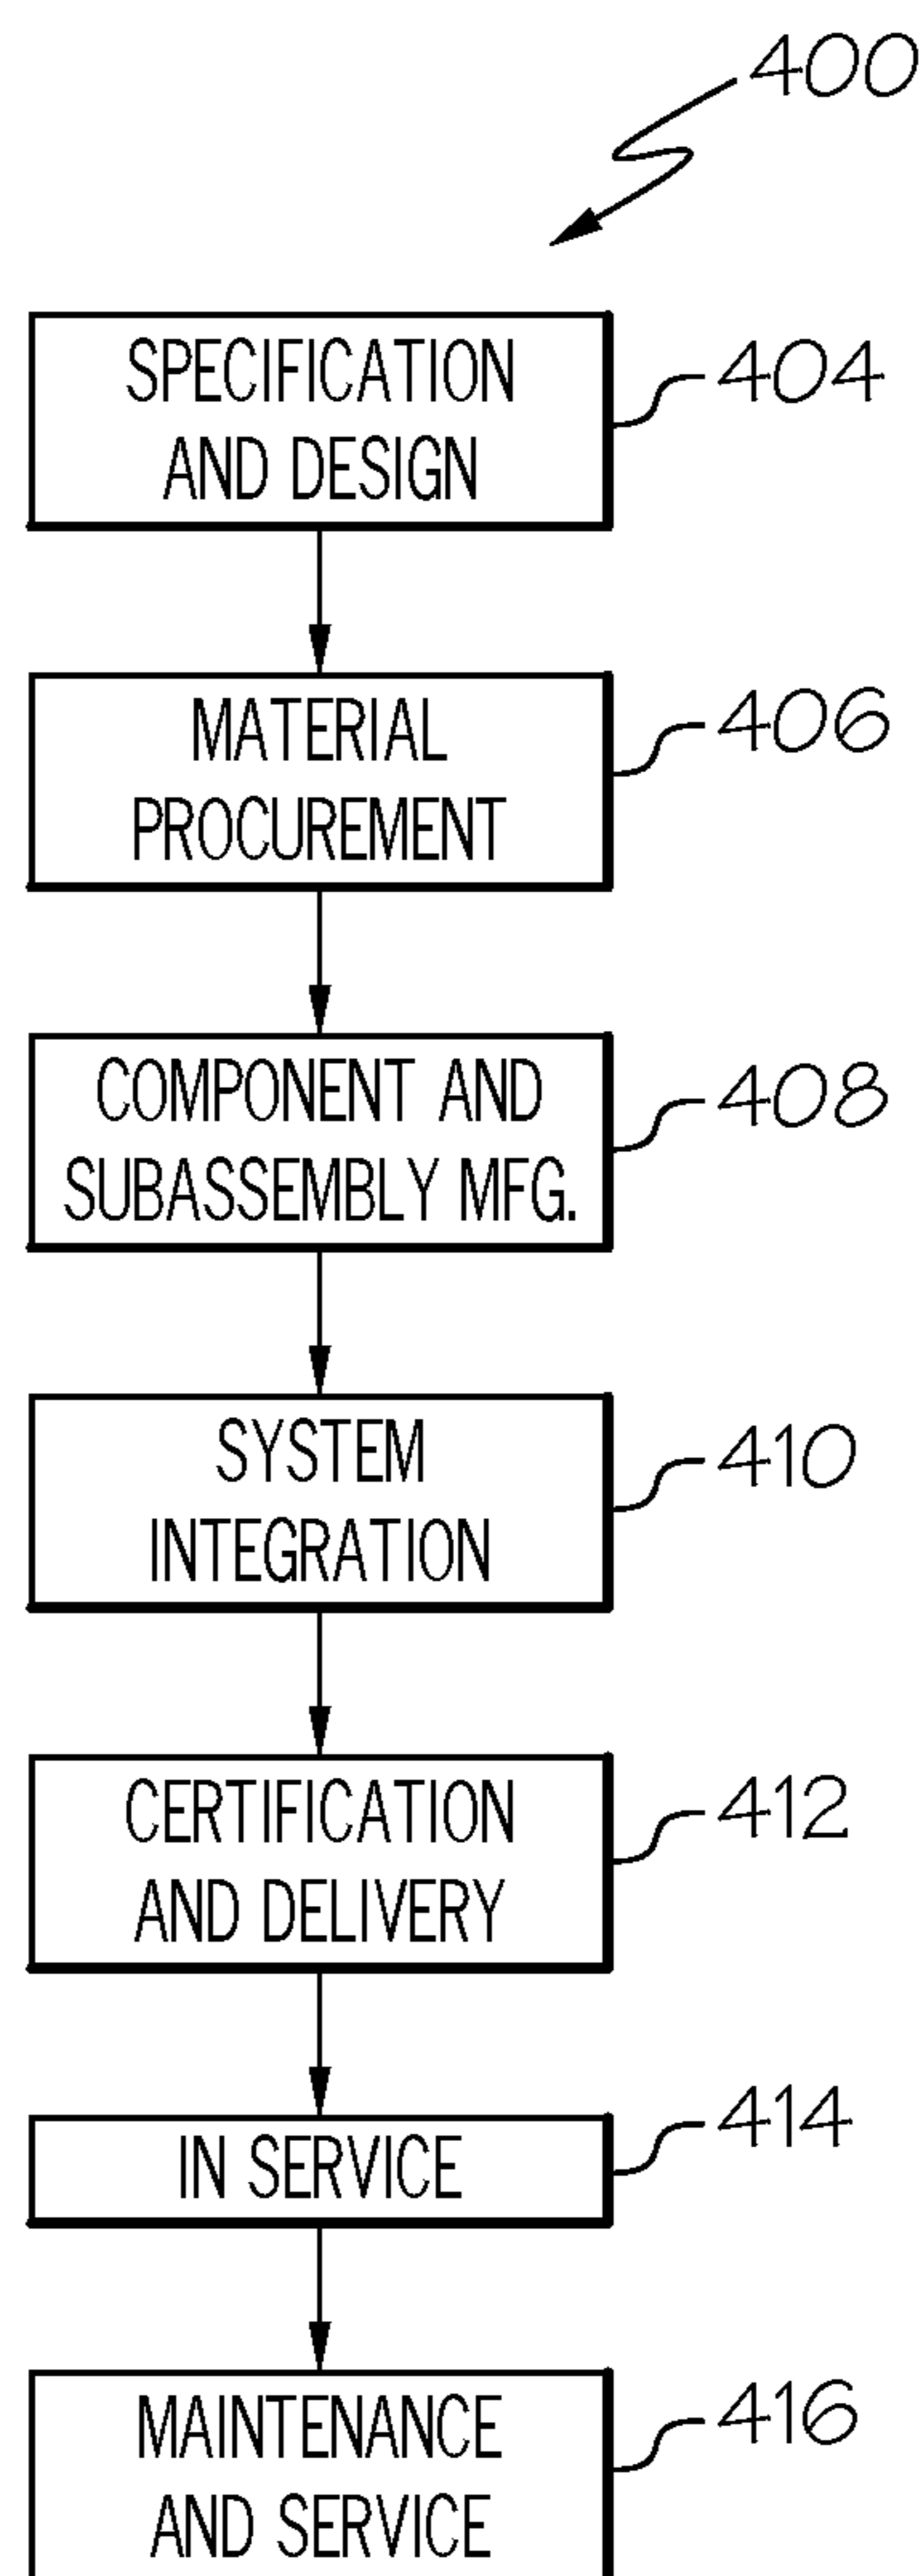 400
SPECIFICATION
AND DESIGN
404
MATERIAL
PROCUREMENT
406
COMPONENT AND
SUBASSEMBLY MFG.
408
SYSTEM
INTEGRATION
410
CERTIFICATION
AND DELIVERY
412
IN SERVICE
414
MAINTENANCE
AND SERVICE
416